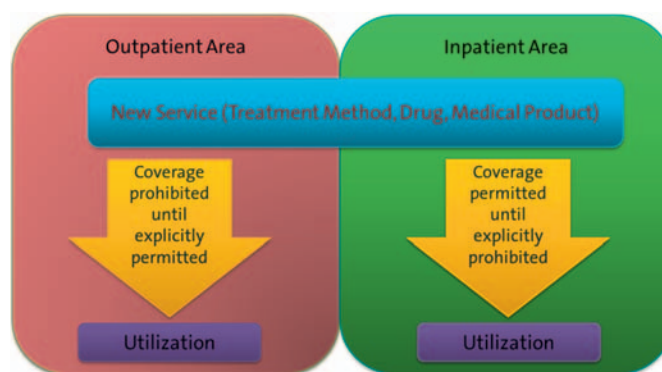 Outpatient Area
Inpatient Area
New Service (Treatment Method, Drug, Medical Product)
Coverage
prohibited
until
explicitly
permitted
Coverage
permitted
until
explicitly
prohibited
Utilization
Utilization